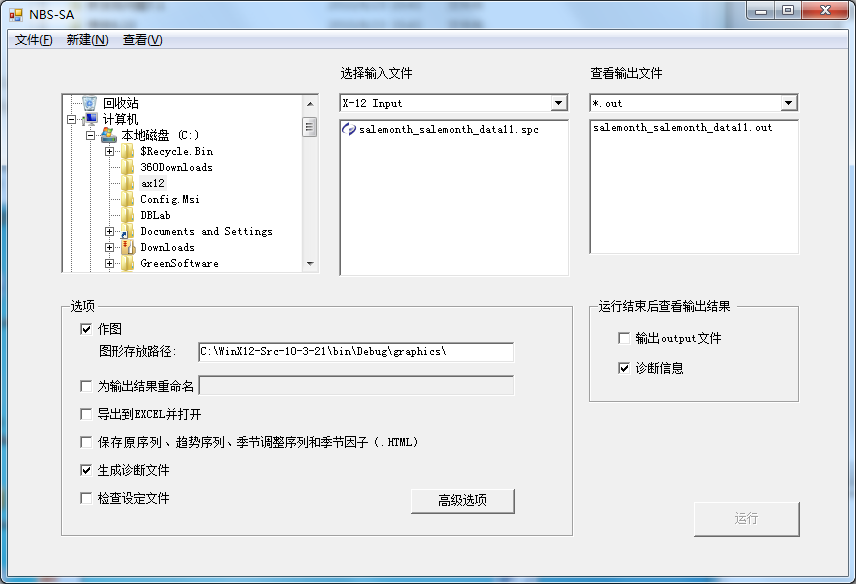 NBS-SA
文件(F) 新建(N) 查看(V)
选择输入文件
查看输出文件
回收站
计算机
本地磁盘 (C:)
$Recycle.Bin
360Downloads
ax12
Config.Msi
DBLab
Documents and Settings
Downloads
GreenSoftware
X-12 Input
salemonth_salemonth_data11.spc
*.out
salemonth_salemonth_data11.out
选项
作图
图形存放路径:
C:\WinX12-Src-10-3-21\bin\Debug\graphics\
为输出结果重命名
导出到EXCEL并打开
保存原序列、趋势序列、季节调整序列和季节因子(.HTML)
生成诊断文件
检查设定文件
高级选项
运行结束后查看输出结果
输出output文件
诊断信息
运行